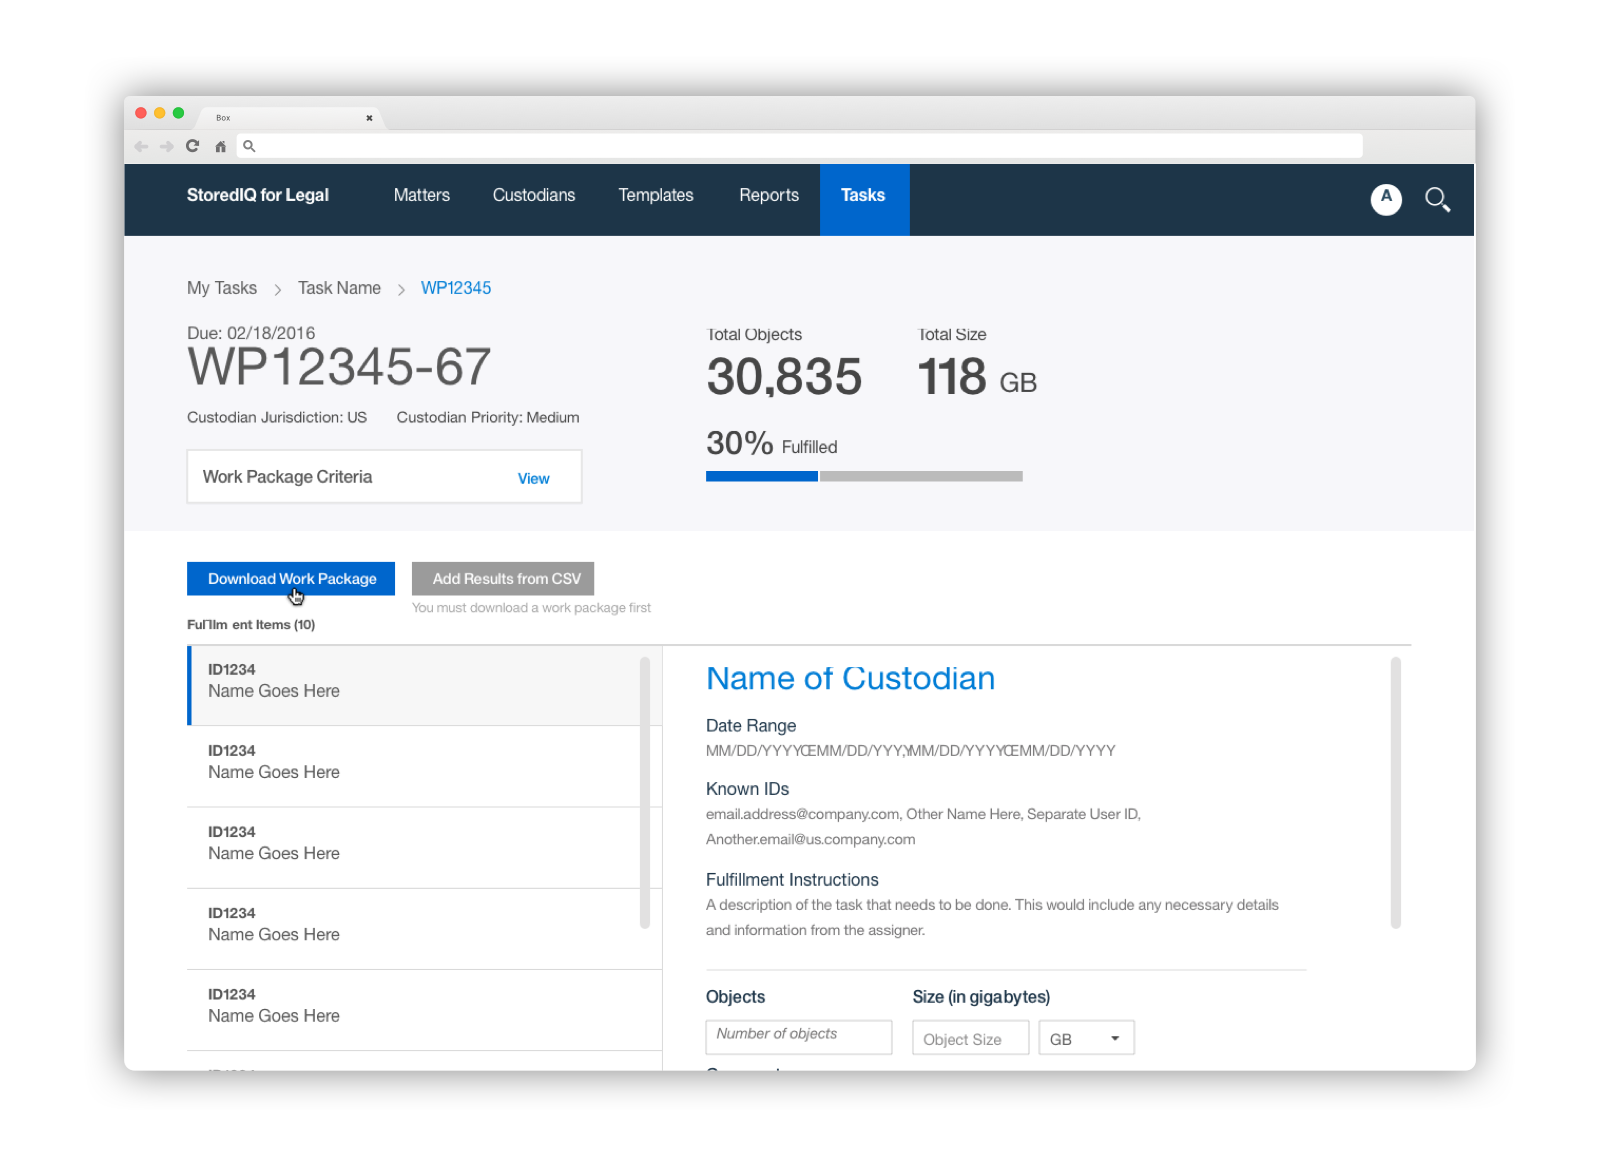 Box
StoredIQ for Legal Matters Custodians Templates Reports Tasks A
My Tasks > Task Name > WP12345
Due: 02/18/2016
WP12345-67
Custodian Jurisdiction: US Custodian Priority: Medium
Work Package Criteria View
Total Objects Total Size
30,835 118 GB
30% Fulfilled
Download Work Package Add Results from CSV
You must download a work package first
Items (10)
ID1234
Name Goes Here
ID1234
Name Goes Here
ID1234
Name Goes Here
ID1234
Name Goes Here
ID1234
Name Goes Here
Name of Custodian
Date Range
MM/DD/YYYYŒMM/DD/YYY,YMM/DD/YYYYŒMM/DD/YYYY
Known IDs
email.address@company.com, Other Name Here, Separate User ID,
Another.email@us.company.com
Fulfillment Instructions
A description of the task that needs to be done. This would include any necessary details
and information from the assigner.
Objects Size (in gigabytes)
Number of objects Object Size GB